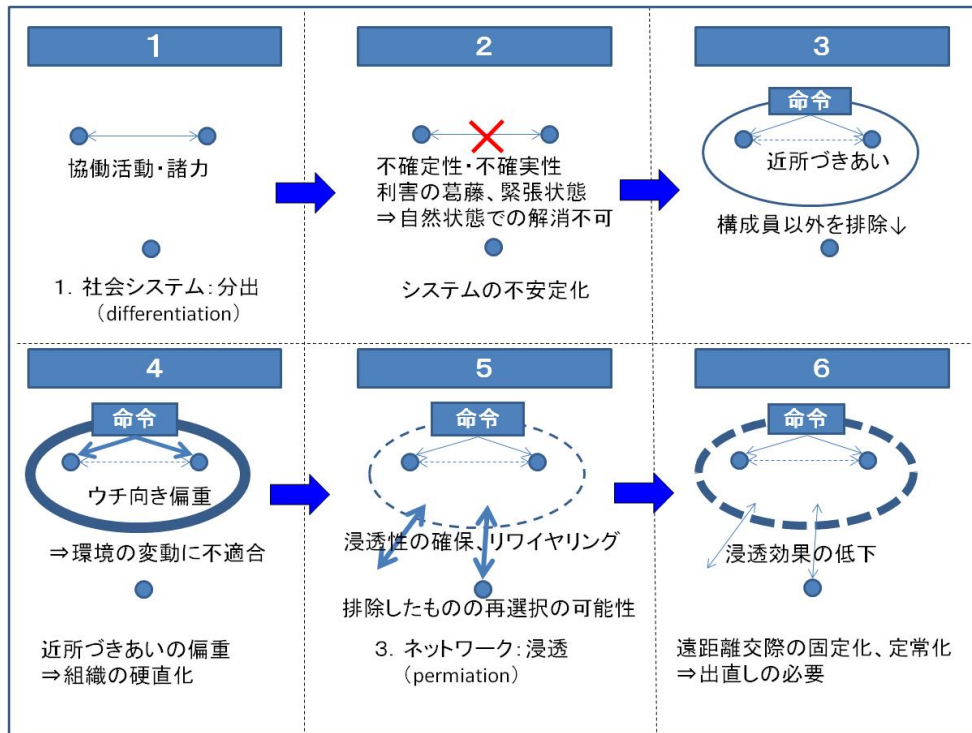 1
協働活動・諸力
1. 社会システム：分出
（differentiation）
2
不確定性・不確実性
利害の葛藤、緊張状態
⇒自然状態での解消不可
システムの不安定化
3
命令
近所づきあい
構成員以外を排除↓
4
命令
ウチ向き偏重
⇒環境の変動に不適合
近所づきあいの偏重
⇒組織の硬直化
5
命令
浸透性の確保、リワイヤリング
排除したものの再選択の可能性
3. ネットワーク：浸透
（permiation）
6
命令
浸透効果の低下
遠距離交際の固定化、定常化
⇒出直しの必要